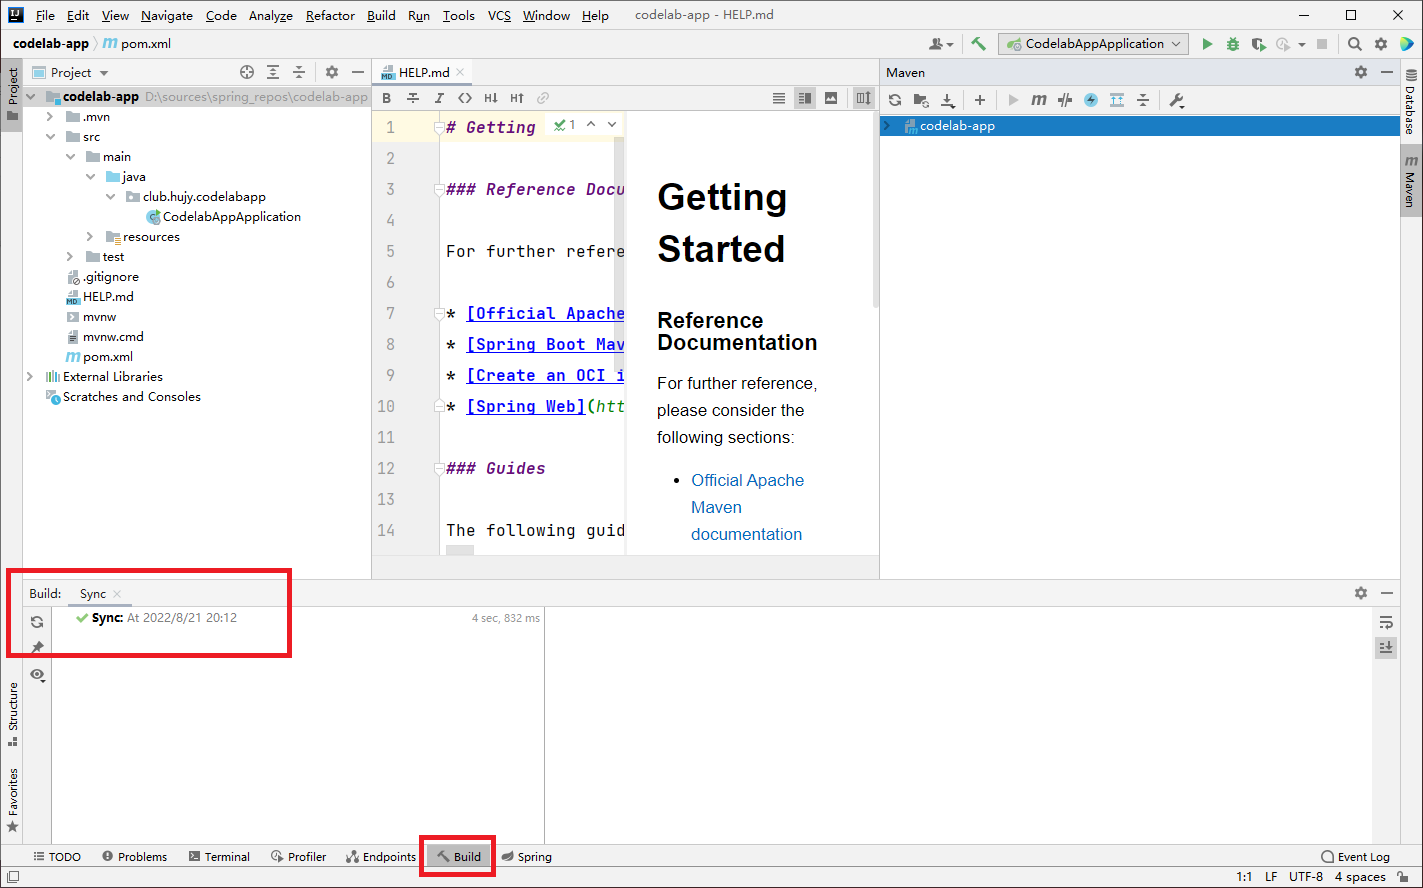 File Edit View Navigate Code Analyze Refactor Build Run Tools VCS Window Help codelab-app - HELP.md
codelab-app pom.xml
CodelabAppApplication
Project
codelab-app D:\sources\spring_repos\codelab-app
.mvn
src
main
java
club.hujy.codelabapp
CodelabAppApplication
resources
test
.gitignore
HELP.md
mvnw
mvnw.cmd
pom.xml
External Libraries
Scratches and Consoles
Project
Structure
Favorites
HELP.md
B I H↓ H↑
1 # Getting
1
2
3 ### Reference Docu
4
5 For further refere
6
7 * [Official Apache
8 * [Spring Boot Mav
9 * [Create an OCI i
10 * [Spring Web](htt
11
12 ### Guides
13
14 The following guid
Getting
Started
Reference
Documentation
For further reference,
please consider the
following sections:
• Official Apache
Maven
documentation
Maven
codelab-app
Database
Maven
Build: Sync
Sync: At 2022/8/21 20:12 4 sec, 832 ms
TODO Problems Terminal Profiler Endpoints Build Spring Event Log
1:1 LF UTF-8 4 spaces